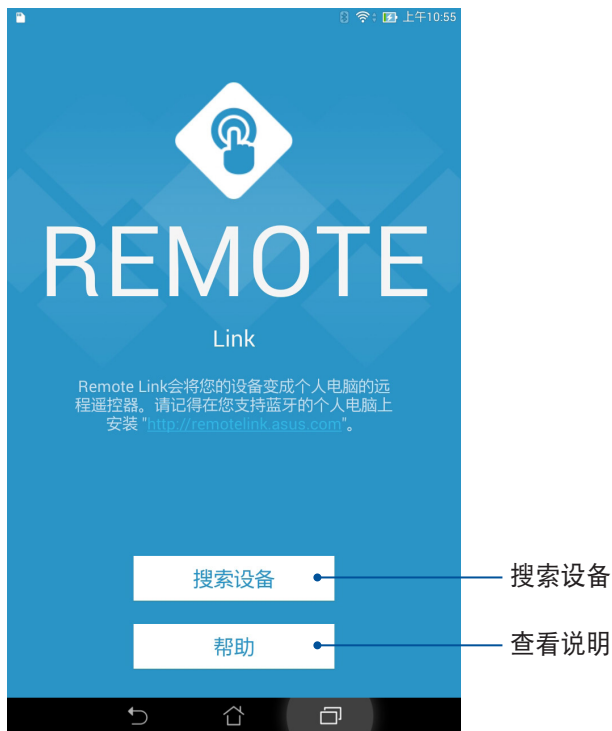 上午10:55
REMOTE
Link
Remote Link会将您的设备变成个人电脑的远
程遥控器。请记得在您支持蓝牙的个人电脑上
安装 "http://remotelink.asus.com"。
搜索设备
搜索设备
帮助
查看说明